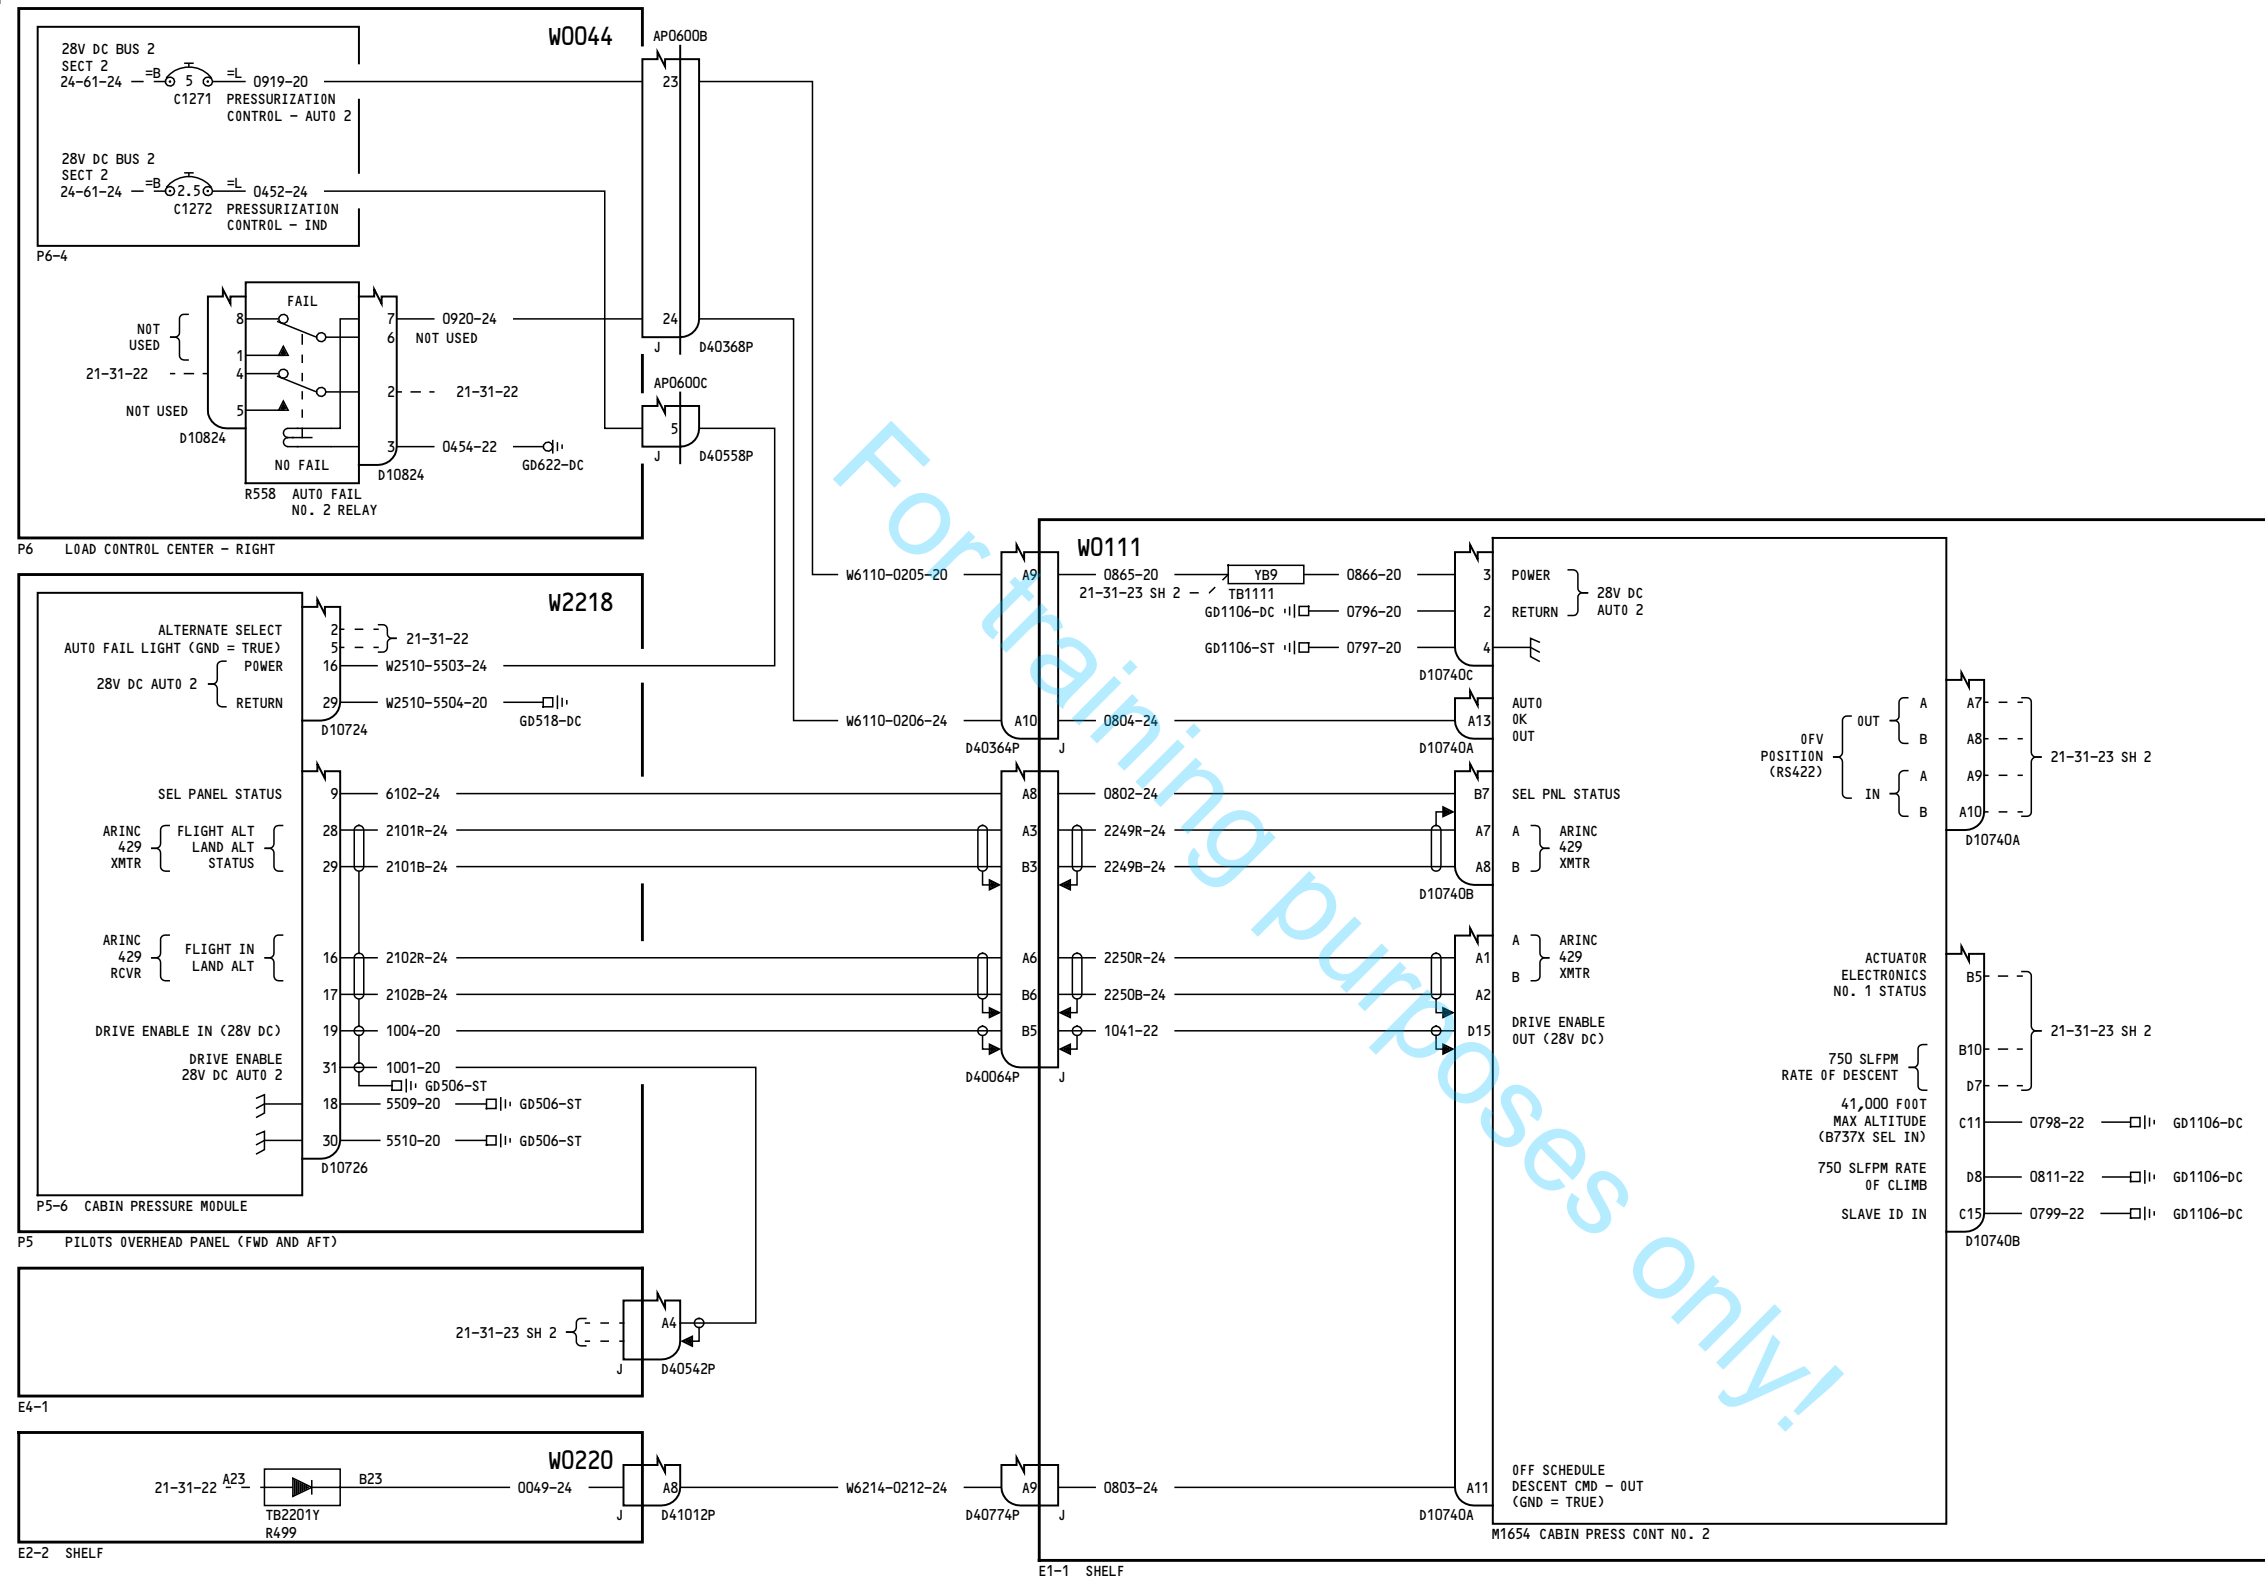 W0044
28V DC BUS 2
SECT 2
24-61-24
=B
5
=L
0919-20
C1271
PRESSURIZATION
CONTROL - AUTO 2
28V DC BUS 2
SECT 2
24-61-24
=B
2.5
=L
0452-24
C1272
PRESSURIZATION
CONTROL - IND
P6-4
AP0600B
23
24
J
D40368P
AP0600C
5
J
D40558P
FAIL
NOT
USED
8
1
21-31-22
4
NOT USED
5
D10824
7
0920-24
6
NOT USED
2
21-31-22
3
0454-22
GD622-DC
NO FAIL
D10824
R558
AUTO FAIL
NO. 2 RELAY
P6
LOAD CONTROL CENTER - RIGHT
W2218
ALTERNATE SELECT
2
AUTO FAIL LIGHT (GND = TRUE)
5
21-31-22
28V DC AUTO 2
POWER
16
W2510-5503-24
RETURN
29
W2510-5504-20
GD518-DC
D10724
SEL PANEL STATUS
9
6102-24
ARINC
429
XMTR
FLIGHT ALT
LAND ALT
STATUS
28
2101R-24
29
2101B-24
ARINC
429
RCVR
FLIGHT IN
LAND ALT
16
2102R-24
17
2102B-24
DRIVE ENABLE IN (28V DC)
19
1004-20
DRIVE ENABLE
28V DC AUTO 2
31
1001-20
GD506-ST
18
5509-20
GD506-ST
30
5510-20
GD506-ST
D10726
P5-6
CABIN PRESSURE MODULE
P5
PILOTS OVERHEAD PANEL (FWD AND AFT)
21-31-23 SH 2
A4
J
D40542P
E4-1
W0220
21-31-22
A23
B23
TB2201Y
R499
0049-24
A8
J
D41012P
E2-2
SHELF
W6214-0212-24
A9
D40774P
J
0803-24
W6110-0205-20
A9
W6110-0206-24
A10
D40364P
J
A8
A3
B3
A6
B6
B5
D40064P
J
W0111
0865-20
YB9
0866-20
21-31-23 SH 2
TB1111
GD1106-DC
0796-20
GD1106-ST
0797-20
0804-24
0802-24
2249R-24
2249B-24
2250R-24
2250B-24
1041-22
3
POWER
2
RETURN
28V DC
AUTO 2
4
D10740C
A13
AUTO
OK
OUT
D10740A
B7
SEL PNL STATUS
A7
A
A8
B
ARINC
429
XMTR
D10740B
A1
A
B
A2
ARINC
429
XMTR
D15
DRIVE ENABLE
OUT (28V DC)
A11
OFF SCHEDULE
DESCENT CMD - OUT
(GND = TRUE)
D10740A
M1654 CABIN PRESS CONT NO. 2
E1-1
SHELF
OFV
POSITION
(RS422)
OUT
A
A7
B
A8
IN
A
A9
B
A10
21-31-23 SH 2
D10740A
ACTUATOR
ELECTRONICS
NO. 1 STATUS
B5
750 SLFPM
RATE OF DESCENT
B10
D7
21-31-23 SH 2
41,000 FOOT
MAX ALTITUDE
(B737X SEL IN)
C11
0798-22
GD1106-DC
750 SLFPM RATE
OF CLIMB
D8
0811-22
GD1106-DC
SLAVE ID IN
C15
0799-22
GD1106-DC
D10740B
For training purposes only!